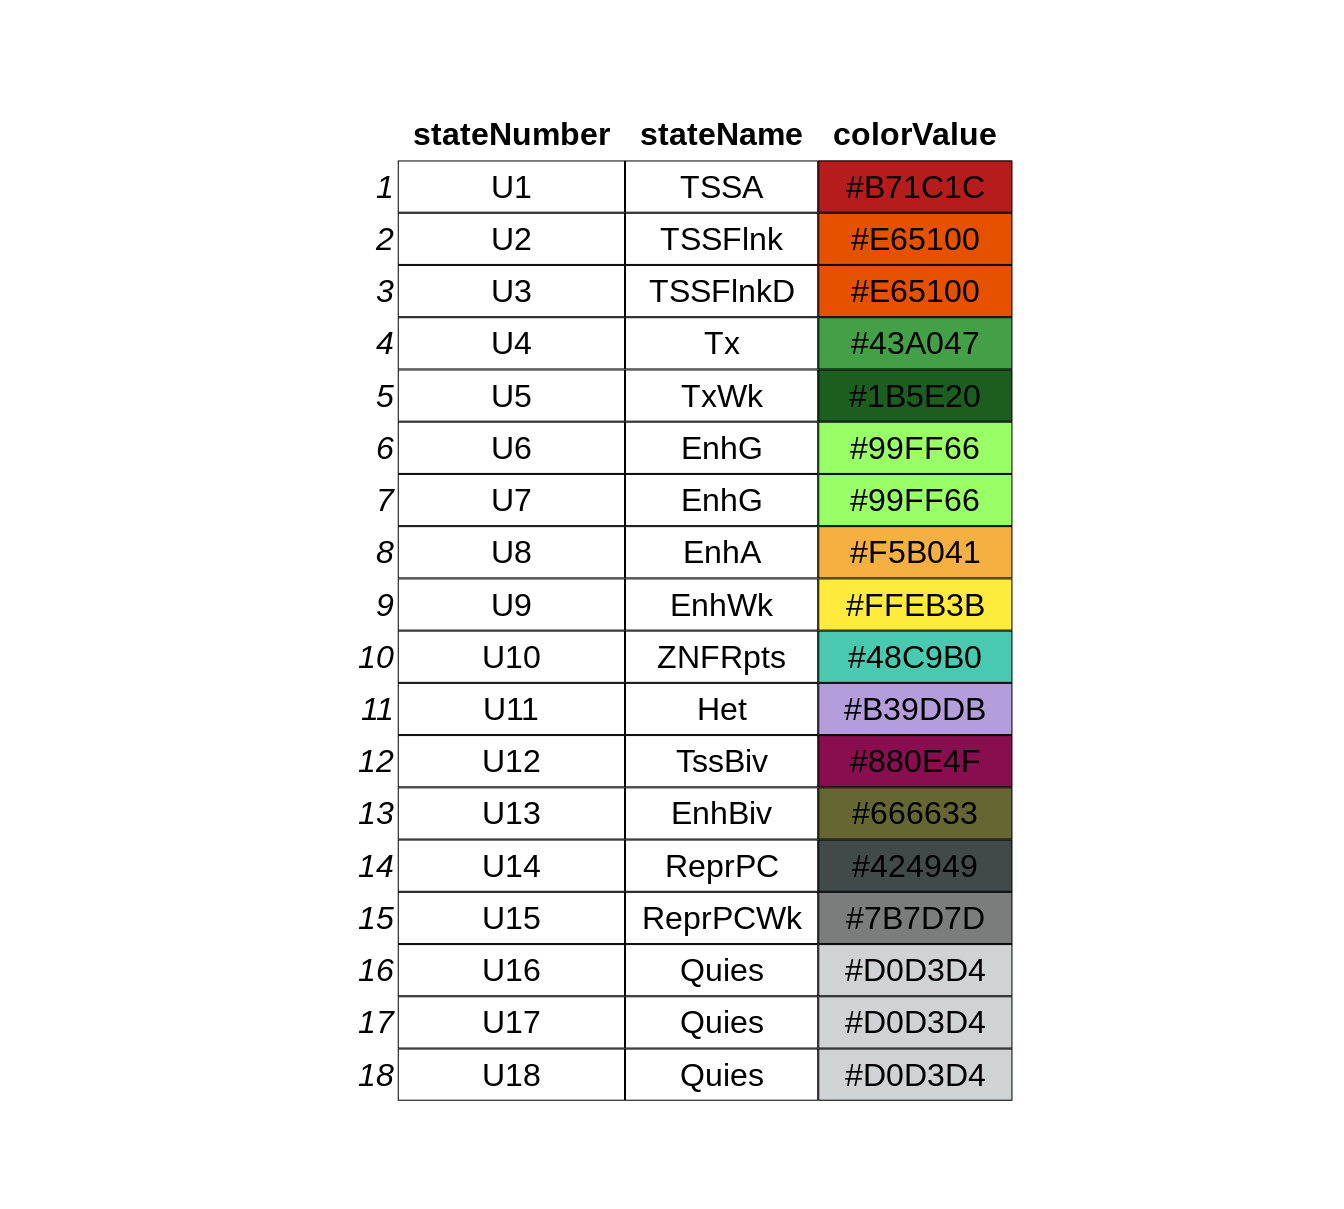 stateNumber stateName colorValue
1 U1 TSSA #B71C1C
2 U2 TSSFlnk #E65100
3 U3 TSSFlnkD #E65100
4 U4 Tx #43A047
5 U5 TxWk #1B5E20
6 U6 EnhG #99FF66
7 U7 EnhG #99FF66
8 U8 EnhA #F5B041
9 U9 EnhWk #FFEB3B
10 U10 ZNFRpts #48C9B0
11 U11 Het #B39DDB
12 U12 TssBiv #880E4F
13 U13 EnhBiv #666633
14 U14 ReprPC #424949
15 U15 ReprPCWk #7B7D7D
16 U16 Quies #D0D3D4
17 U17 Quies #D0D3D4
18 U18 Quies #D0D3D4